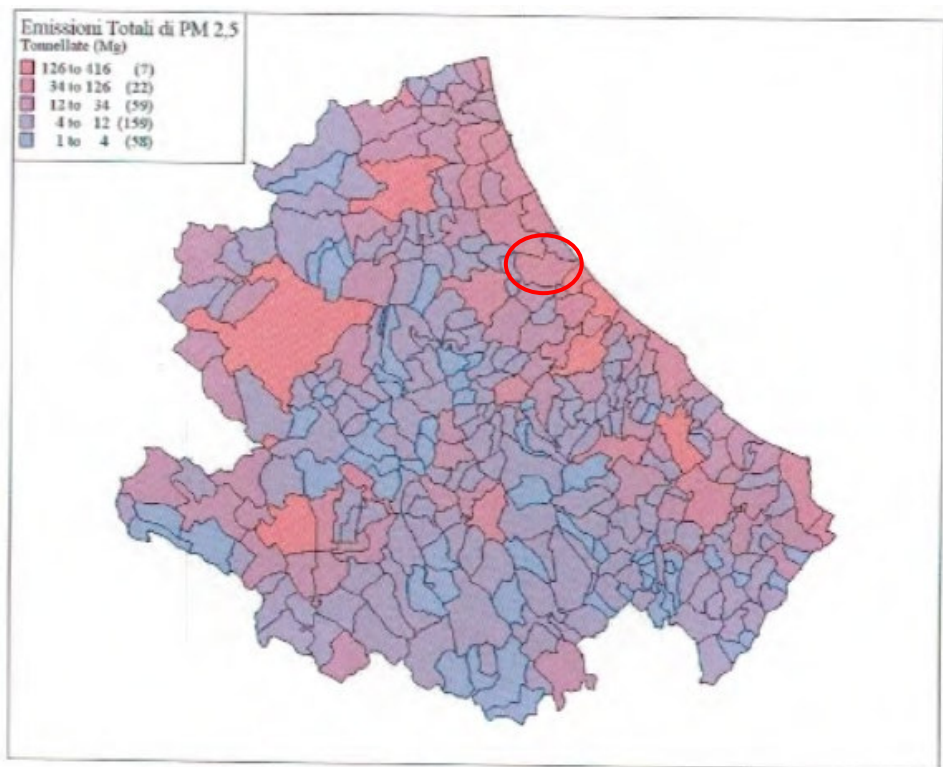 Emissioni Totali di PM 2,5
Tonnellate (Mg)
126 to 416 (7)
34 to 126 (22)
12 to 34 (59)
4 to 12 (159)
1 to 4 (58)